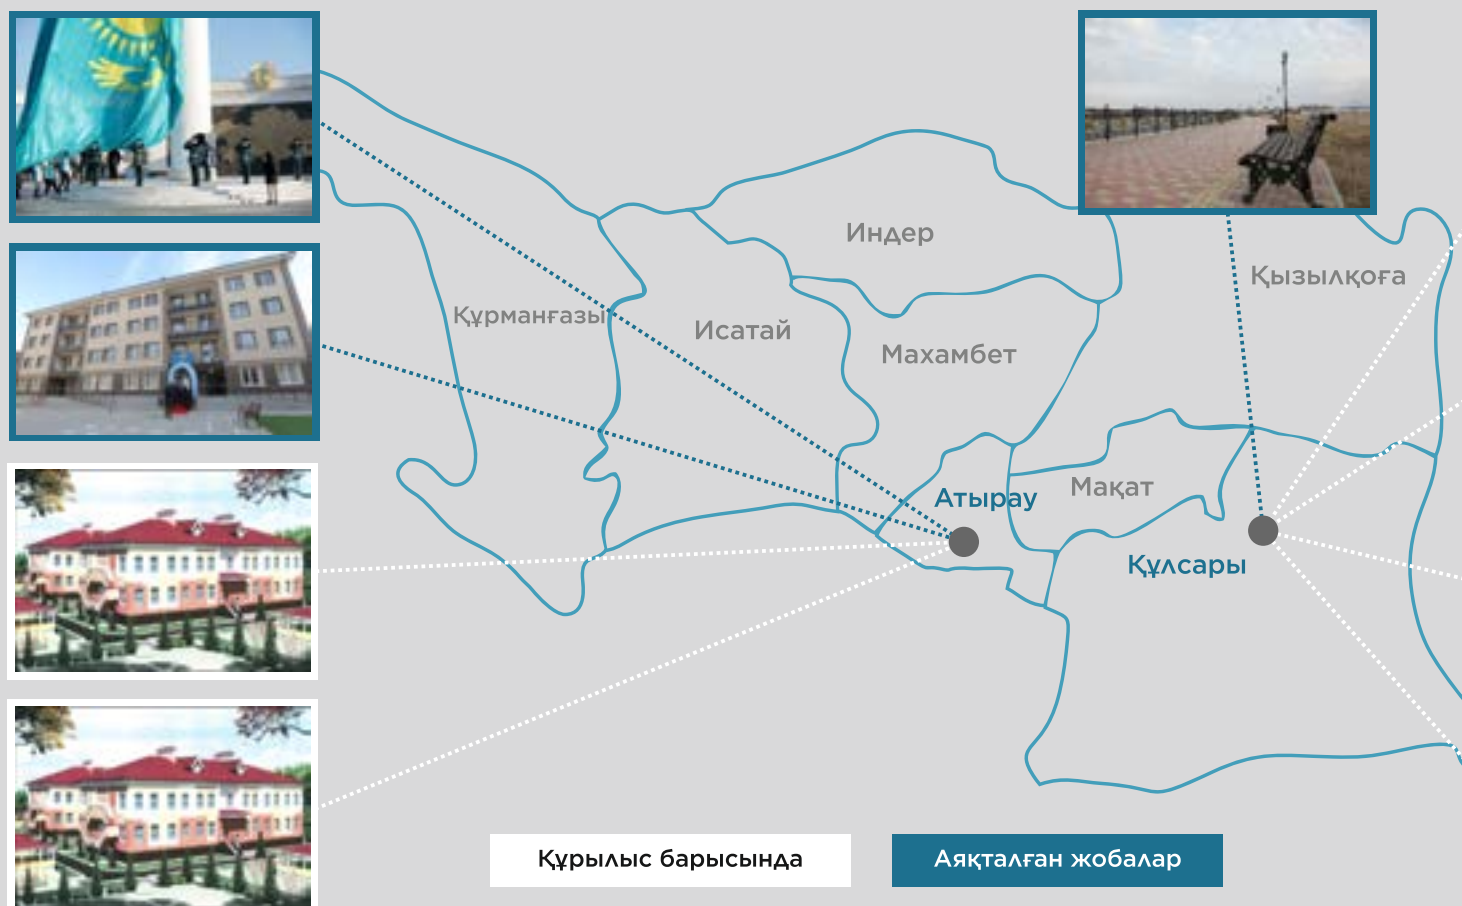 Индер
Қызылқоға
Құрманғазы
Исатай
Махамбет
Мақат
Атырау
Құлсары
Құрылыс барысында
Аяқталған жобалар